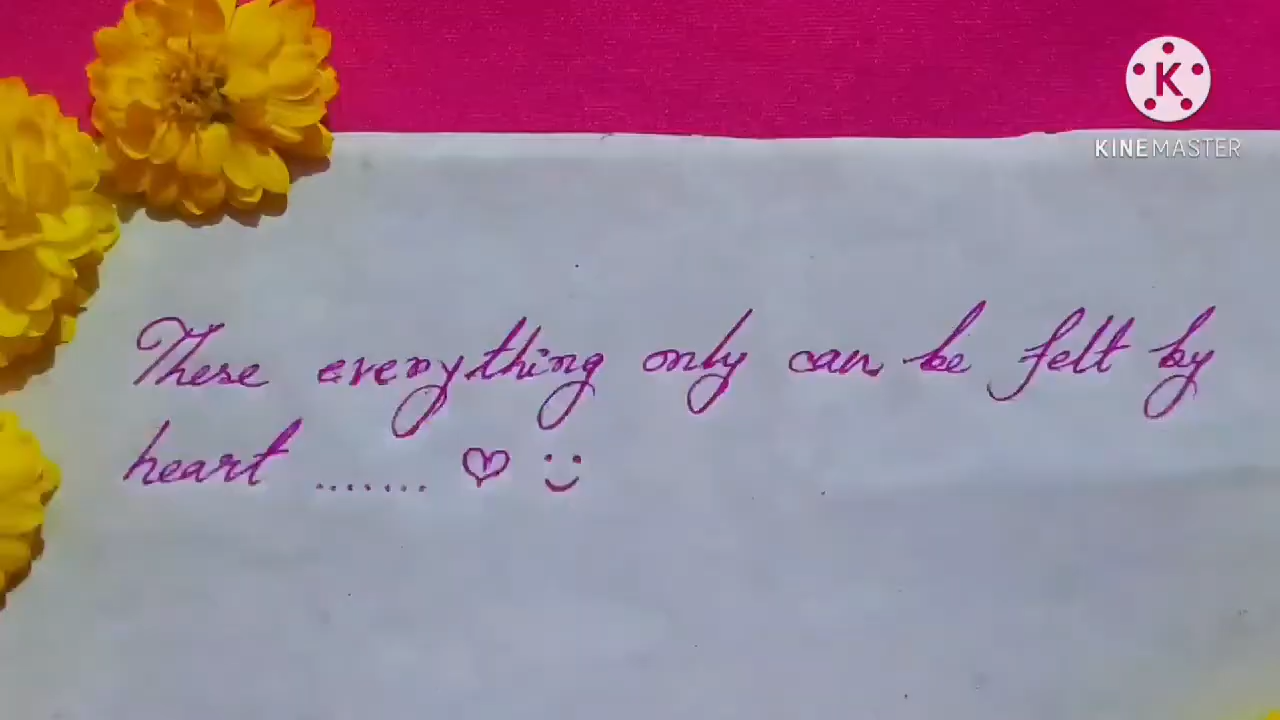 K
KINEMASTER
These everything only can be felt by
heart ....... ♡ :)